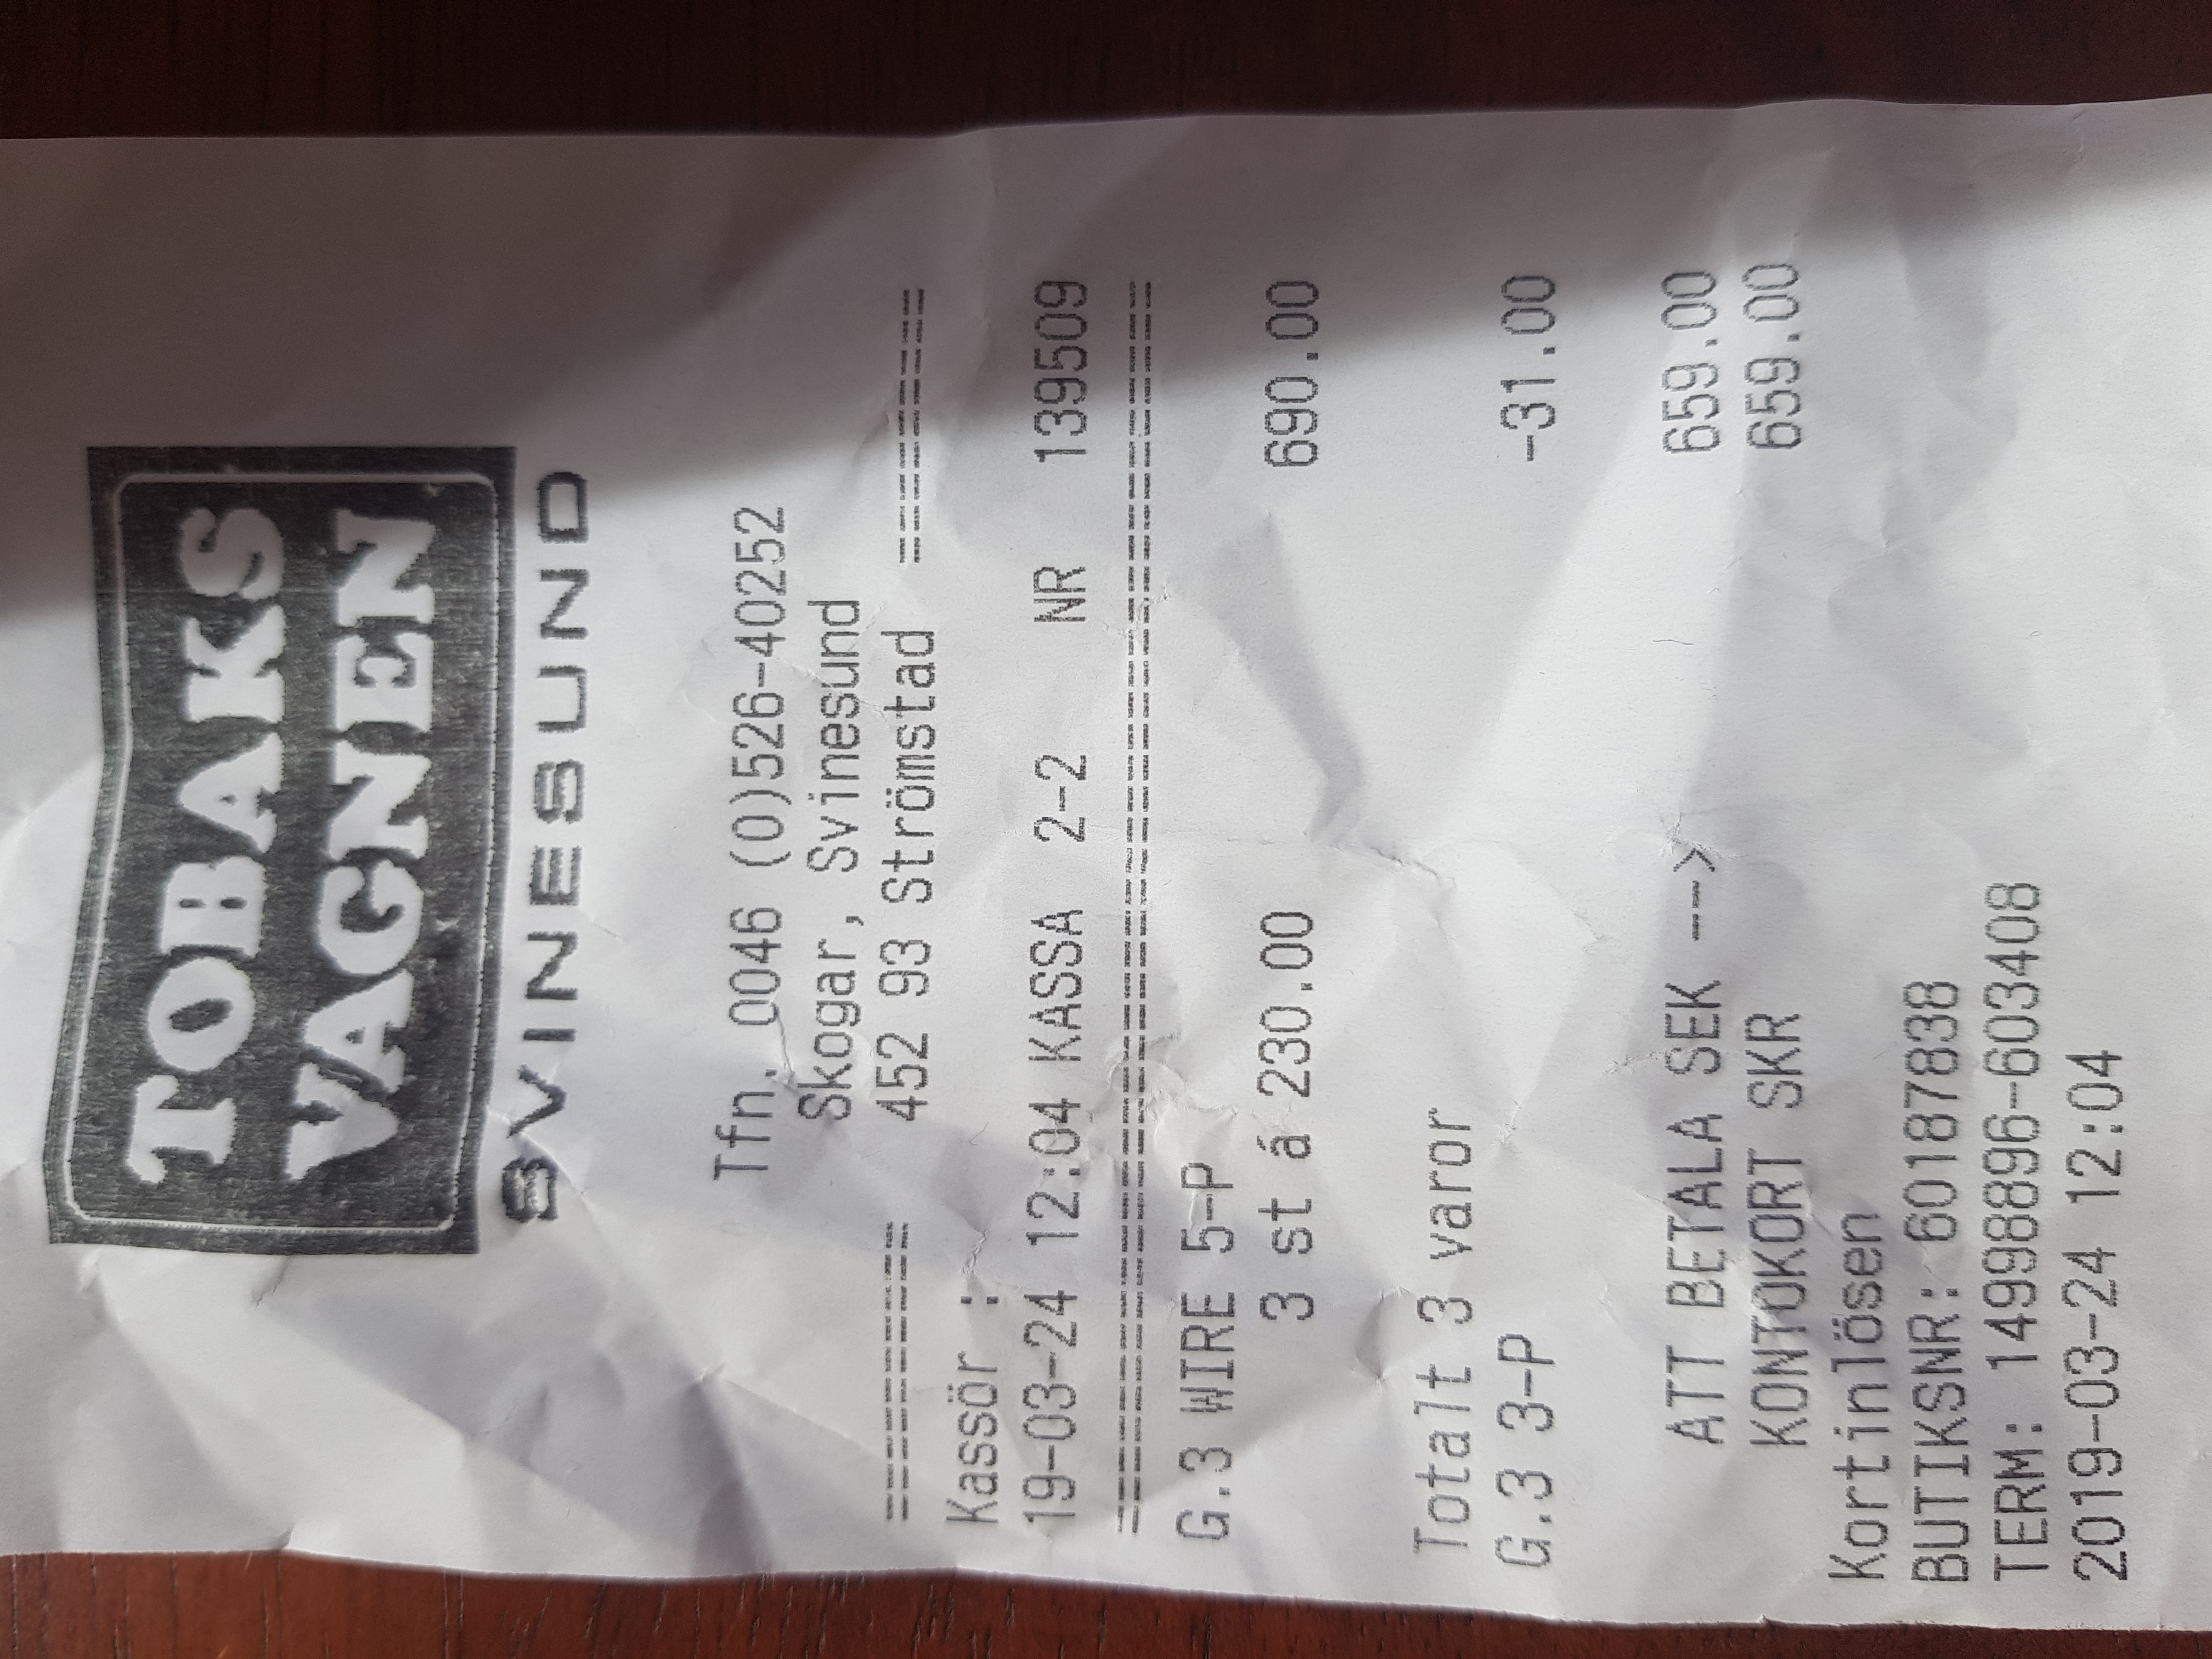 TOBAKS
VAGNEN
SVINESUND
Tfn. 0046 (0)526-40252
Skogar, Svinesund
========= 452 93 Strömstad ========
Kassör :
19-03-24 12:04 KASSA 2-2 NR 139509
======================================
G.3 WIRE 5-P
3 st á 230.00 690.00
Totalt 3 varor
G.3 3-P -31.00
ATT BETALA SEK --> 659.00
KONTOKORT SKR 659.00
Kortinlösen
BUTIKSNR: 60187838
TERM: 14998896-603408
2019-03-24 12:04